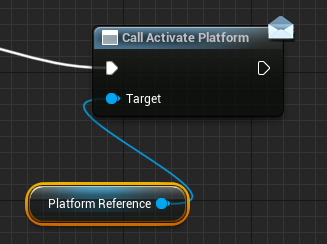 Call Activate Platform
Target
Platform Reference